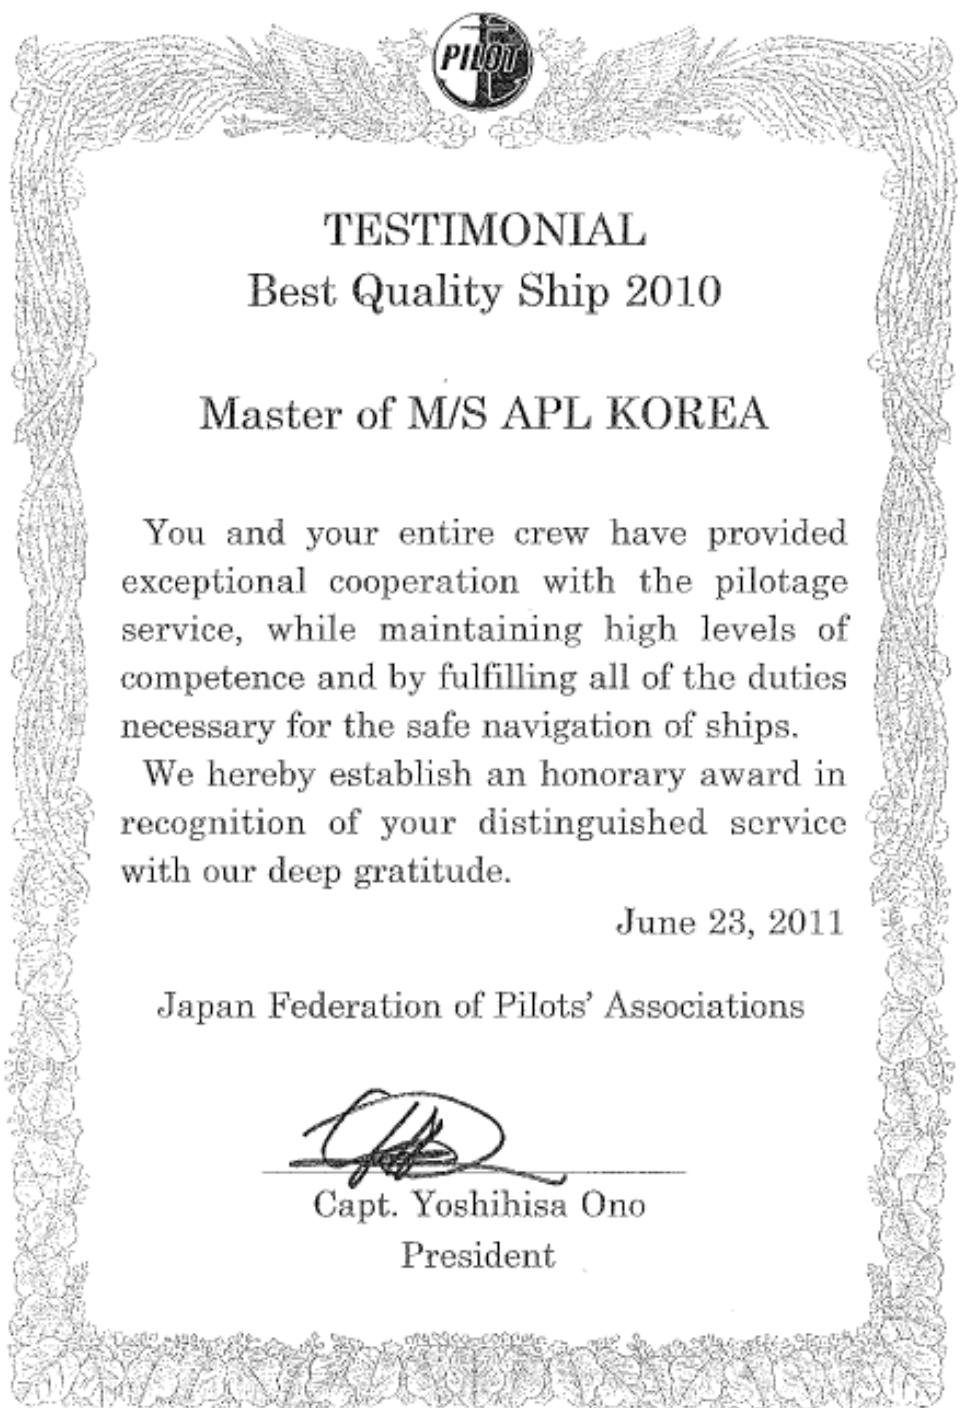 PILOT
TESTIMONIAL
Best Quality Ship 2010
Master of M/S APL KOREA
You and your entire crew have provided
exceptional cooperation with the pilotage
service, while maintaining high levels of
competence and by fulfilling all of the duties
necessary for the safe navigation of ships.
We hereby establish an honorary award in
recognition of your distinguished service
with our deep gratitude.
June 23, 2011
Japan Federation of Pilots' Associations
Capt. Yoshihisa Ono
President